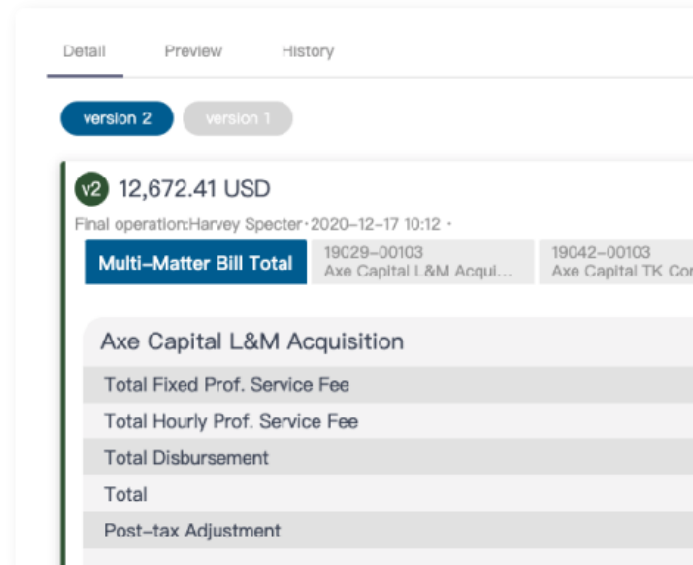 Detail Preview History
version 2 version 1
v2 12,672.41 USD
Final operation:Harvey Specter·2020-12-17 10:12 ·
Multi-Matter Bill Total
19029-00103
Axe Capital L&M Acqui...
19042-00103
Axe Capital TK Cor
Axe Capital L&M Acquisition
Total Fixed Prof. Service Fee
Total Hourly Prof. Service Fee
Total Disbursement
Total
Post-tax Adjustment